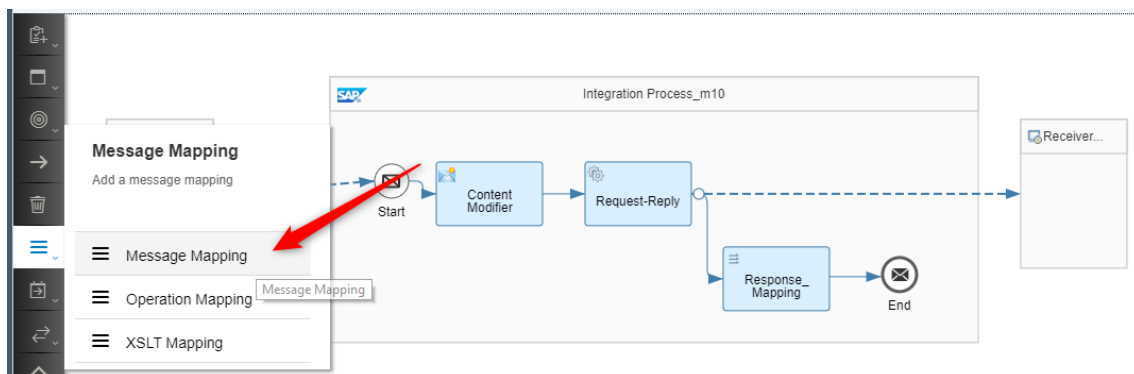 SAP
Integration Process_m10
Receiver...
Message Mapping
Add a message mapping
Start
Content
Modifier
Request-Reply
Message Mapping
Message Mapping
Operation Mapping
XSLT Mapping
Response_
Mapping
End